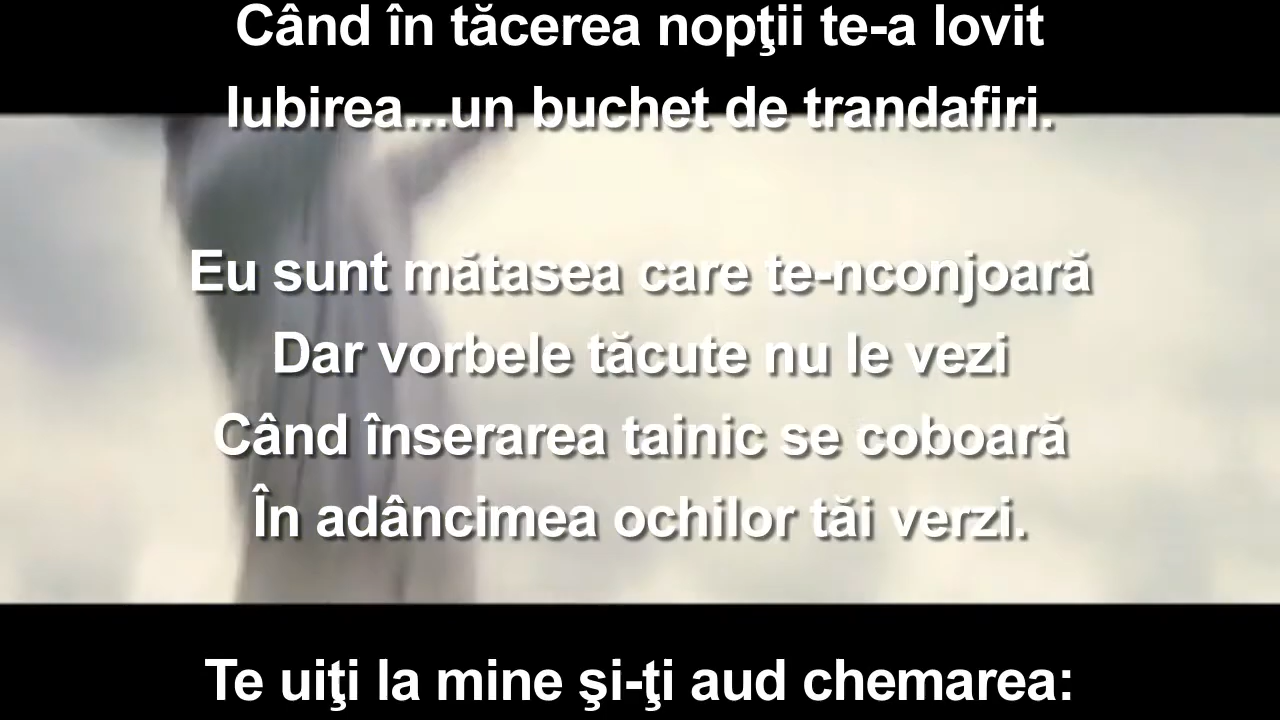 Când în tăcerea nopţii te-a lovit
Iubirea...un buchet de trandafiri.
Eu sunt mătasea care te-nconjoară
Dar vorbele tăcute nu le vezi
Când înserarea tainic se coboară
În adâncimea ochilor tăi verzi.
Te uiţi la mine şi-ţi aud chemarea: